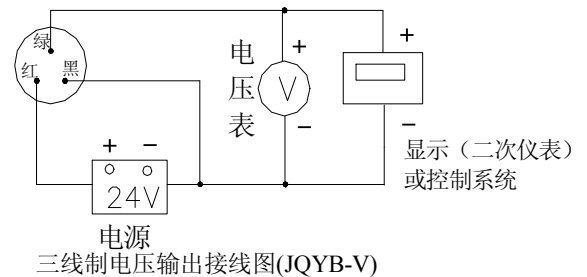 绿
红
黑
电压表
+
V
−
+
−
显示（二次仪表）
或控制系统
+ −
24V
电源
三线制电压输出接线图(JQYB-V)